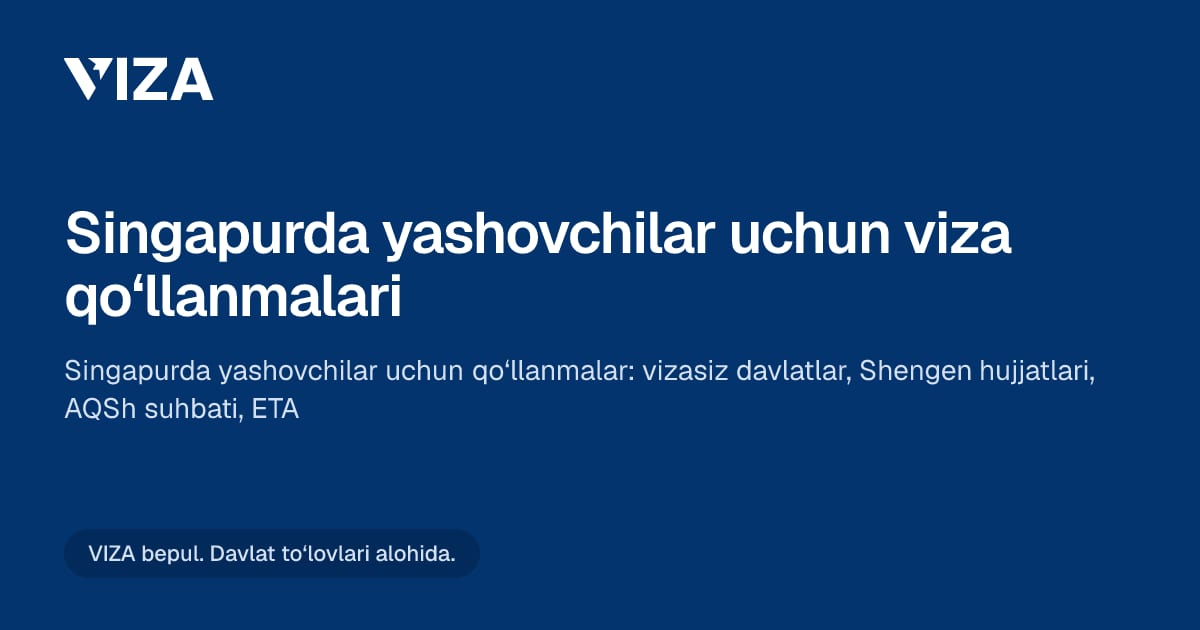 VIZA
Singapurda yashovchilar uchun viza
qo‘llanmalari
Singapurda yashovchilar uchun qo‘llanmalar: vizasiz davlatlar, Shengen hujjatlari,
AQSh suhbati, ETA
VIZA bepul. Davlat to‘lovlari alohida.